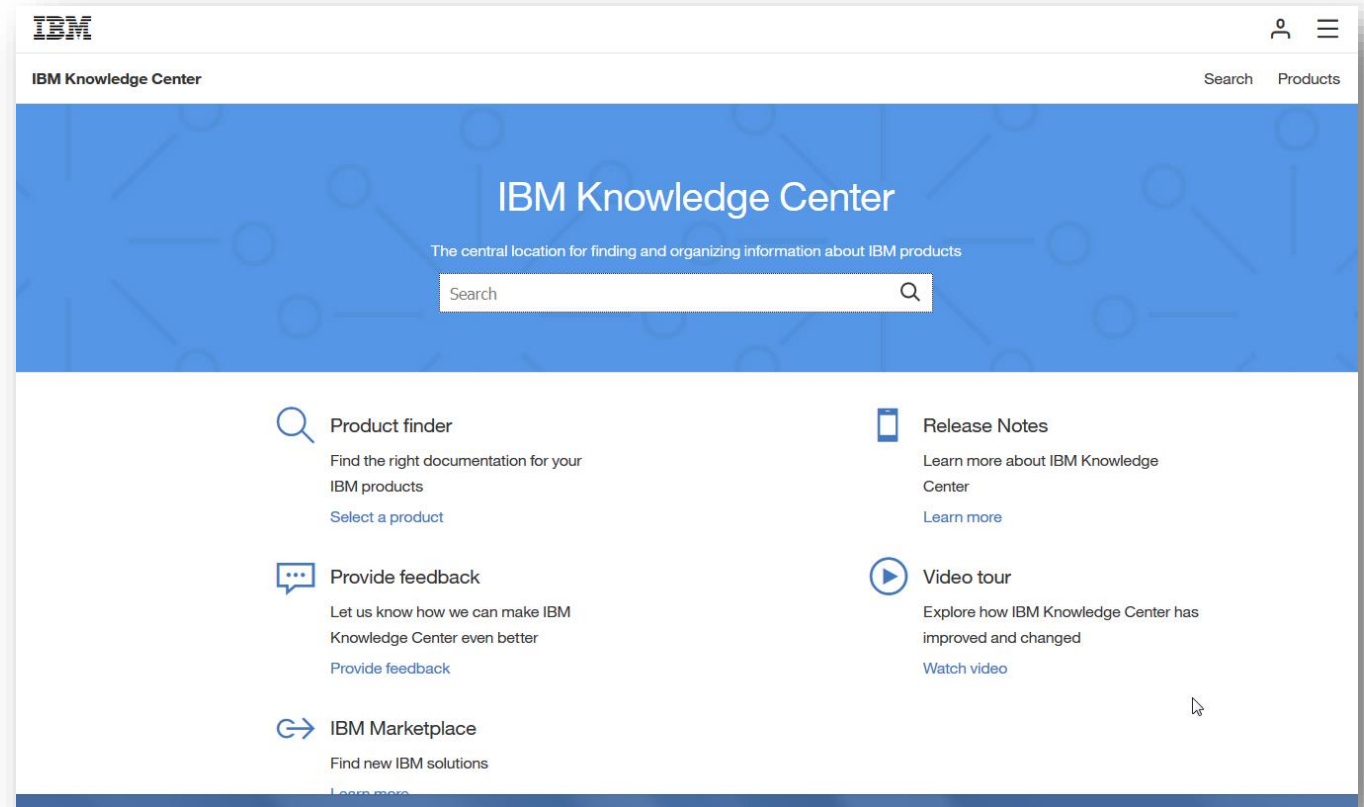 IBM
IBM Knowledge Center
Search Products
IBM Knowledge Center
The central location for finding and organizing information about IBM products
Search
Product finder
Find the right documentation for your
IBM products
Select a product
Release Notes
Learn more about IBM Knowledge
Center
Learn more
Provide feedback
Let us know how we can make IBM
Knowledge Center even better
Provide feedback
Video tour
Explore how IBM Knowledge Center has
improved and changed
Watch video
IBM Marketplace
Find new IBM solutions
Learn more